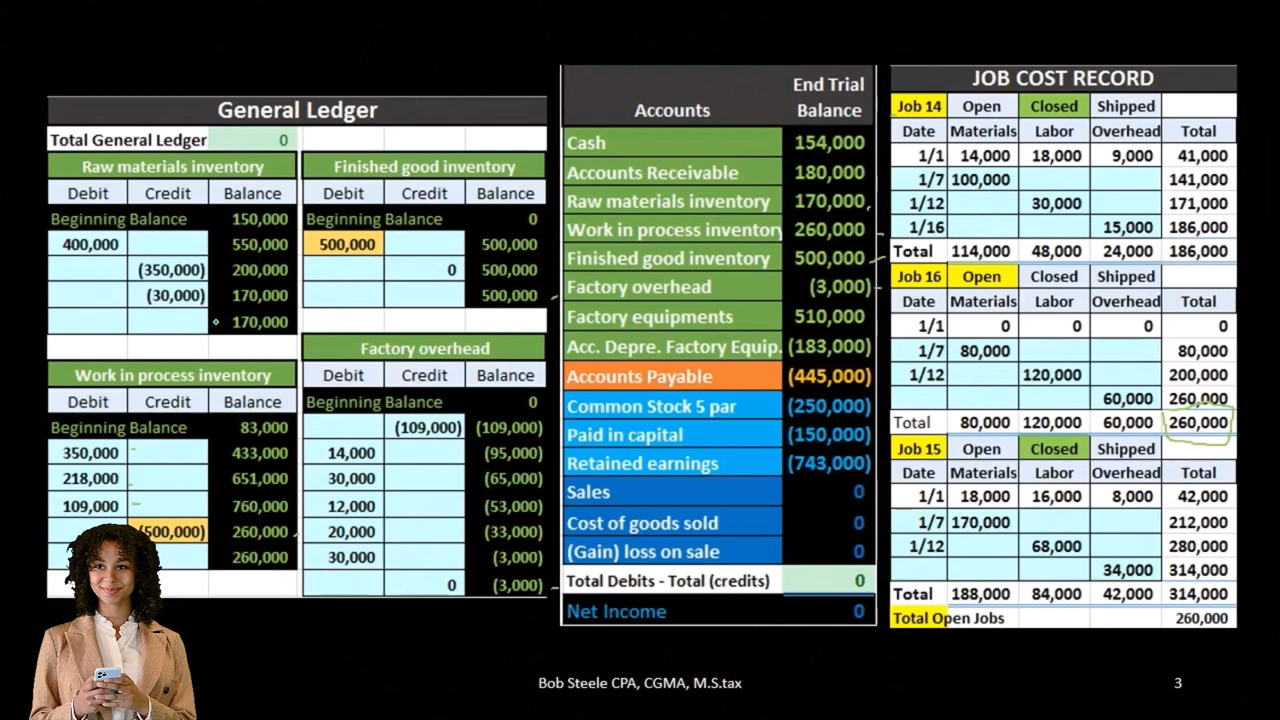 General Ledger
Total General Ledger 0
Raw materials inventory
Debit Credit Balance
Beginning Balance 150,000
400,000 550,000
(350,000) 200,000
(30,000) 170,000
170,000
Work in process inventory
Debit Credit Balance
Beginning Balance 83,000
350,000 433,000
218,000 651,000
109,000 760,000
(500,000) 260,000
260,000
Finished good inventory
Debit Credit Balance
Beginning Balance 0
500,000 500,000
0 500,000
500,000
Factory overhead
Debit Credit Balance
Beginning Balance 0
(109,000) (109,000)
14,000 (95,000)
30,000 (65,000)
12,000 (53,000)
20,000 (33,000)
30,000 (3,000)
0 (3,000)
Accounts End Trial Balance
Cash 154,000
Accounts Receivable 180,000
Raw materials inventory 170,000
Work in process inventory 260,000
Finished good inventory 500,000
Factory overhead (3,000)
Factory equipments 510,000
Acc. Depre. Factory Equip. (183,000)
Accounts Payable (445,000)
Common Stock 5 par (250,000)
Paid in capital (150,000)
Retained earnings (743,000)
Sales 0
Cost of goods sold 0
(Gain) loss on sale 0
Total Debits - Total (credits) 0
Net Income 0
JOB COST RECORD
Job 14 Open Closed Shipped
Date Materials Labor Overhead Total
1/1 14,000 18,000 9,000 41,000
1/7 100,000 141,000
1/12 30,000 171,000
1/16 15,000 186,000
Total 114,000 48,000 24,000 186,000
Job 16 Open Closed Shipped
Date Materials Labor Overhead Total
1/1 0 0 0 0
1/7 80,000 80,000
1/12 120,000 200,000
60,000 260,000
Total 80,000 120,000 60,000 260,000
Job 15 Open Closed Shipped
Date Materials Labor Overhead Total
1/1 18,000 16,000 8,000 42,000
1/7 170,000 212,000
1/12 68,000 280,000
34,000 314,000
Total 188,000 84,000 42,000 314,000
Total Open Jobs 260,000
Bob Steele CPA, CGMA, M.S.tax
3